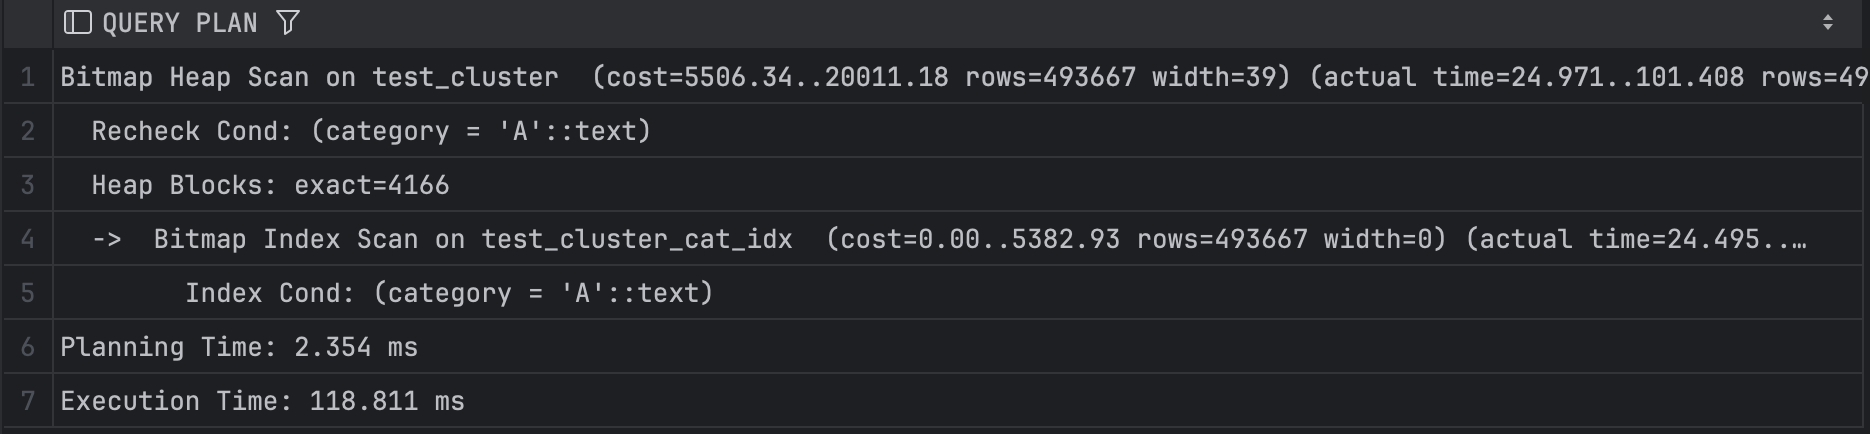 QUERY PLAN
1 Bitmap Heap Scan on test_cluster  (cost=5506.34..20011.18 rows=493667 width=39) (actual time=24.971..101.408 rows=49
2   Recheck Cond: (category = 'A'::text)
3   Heap Blocks: exact=4166
4   ->  Bitmap Index Scan on test_cluster_cat_idx  (cost=0.00..5382.93 rows=493667 width=0) (actual time=24.495..…
5         Index Cond: (category = 'A'::text)
6 Planning Time: 2.354 ms
7 Execution Time: 118.811 ms